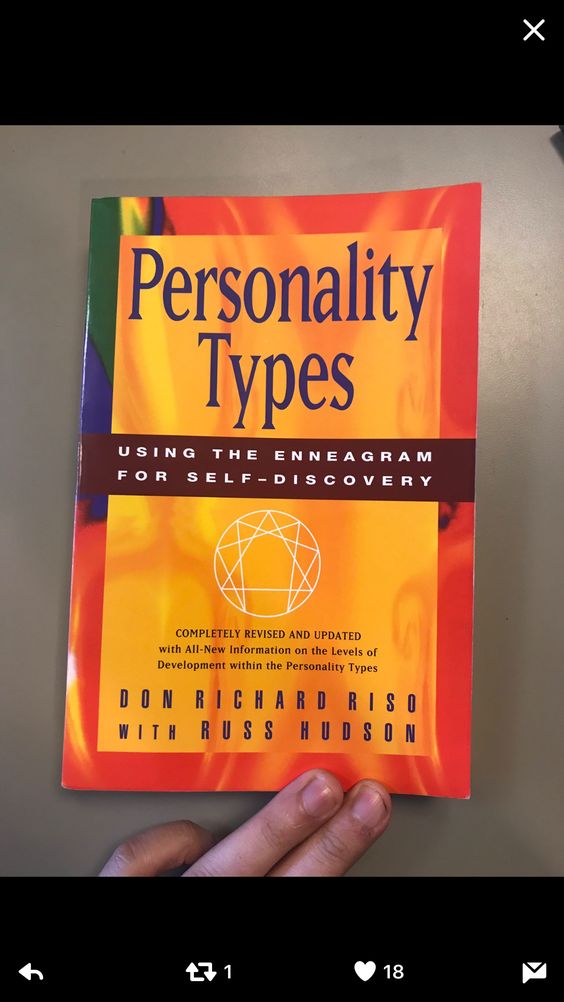 Personality
Types
USING THE ENNEAGRAM
FOR SELF-DISCOVERY
COMPLETELY REVISED AND UPDATED
with All-New Information on the Levels of
Development within the Personality Types
DON RICHARD RISO
WITH RUSS HUDSON
1 18